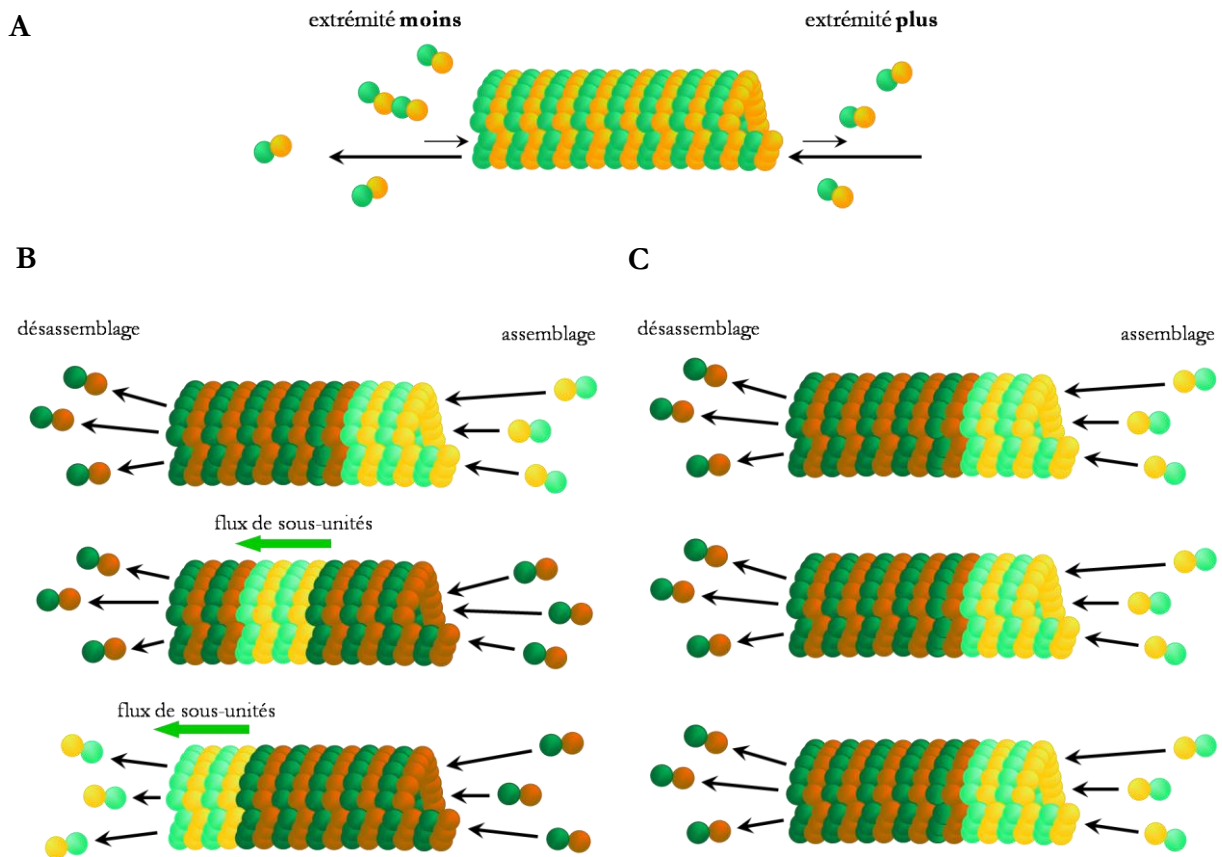 A
extrémité moins
extrémité plus
B
C
désassemblage
assemblage
désassemblage
assemblage
flux de sous-unités
flux de sous-unités